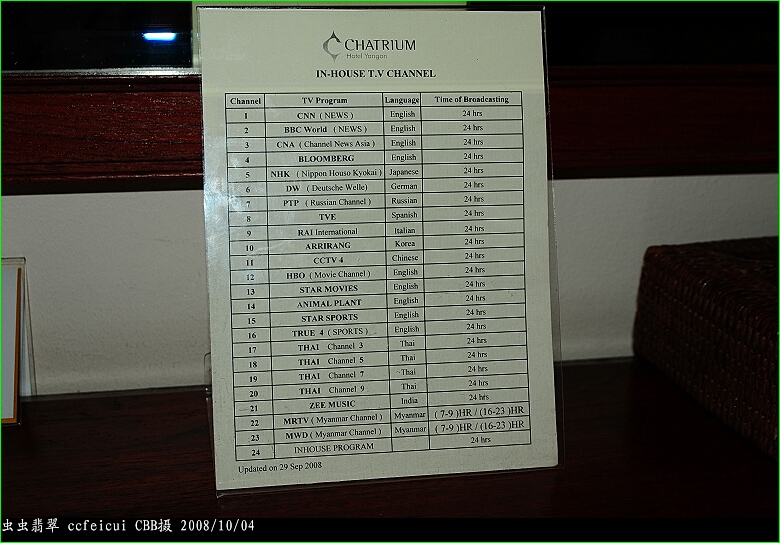 CHATRIUM
Hotel Yangon
IN-HOUSE T.V CHANNEL
Channel TV Program Language Time of Broadcasting
1 CNN ( NEWS ) English 24 hrs
2 BBC World ( NEWS ) English 24 hrs
3 CNA ( Channel News Asia ) English 24 hrs
4 BLOOMBERG English 24 hrs
5 NHK ( Nippon Houso Kyokai ) Japanese 24 hrs
6 DW ( Deutsche Welle) German 24 hrs
7 PTP ( Russian Channel ) Russian 24 hrs
8 TVE Spanish 24 hrs
9 RAI International Italian 24 hrs
10 ARRIRANG Korea 24 hrs
11 CCTV 4 Chinese 24 hrs
12 HBO ( Movie Channel ) English 24 hrs
13 STAR MOVIES English 24 hrs
14 ANIMAL PLANT English 24 hrs
15 STAR SPORTS English 24 hrs
16 TRUE 4 ( SPORTS ) English 24 hrs
17 THAI Channel 3 Thai 24 hrs
18 THAI Channel 5 Thai 24 hrs
19 THAI Channel 7 Thai 24 hrs
20 THAI Channel 9 Thai 24 hrs
21 ZEE MUSIC India 24 hrs
22 MRTV ( Myanmar Channel ) Myanmar ( 7-9 )HR / (16-23 )HR
23 MWD ( Myanmar Channel ) Myanmar ( 7-9 )HR / (16-23 )HR
24 INHOUSE PROGRAM 24 hrs
Updated on 29 Sep 2008
虫虫翡翠 ccfeicui CBB摄 2008/10/04